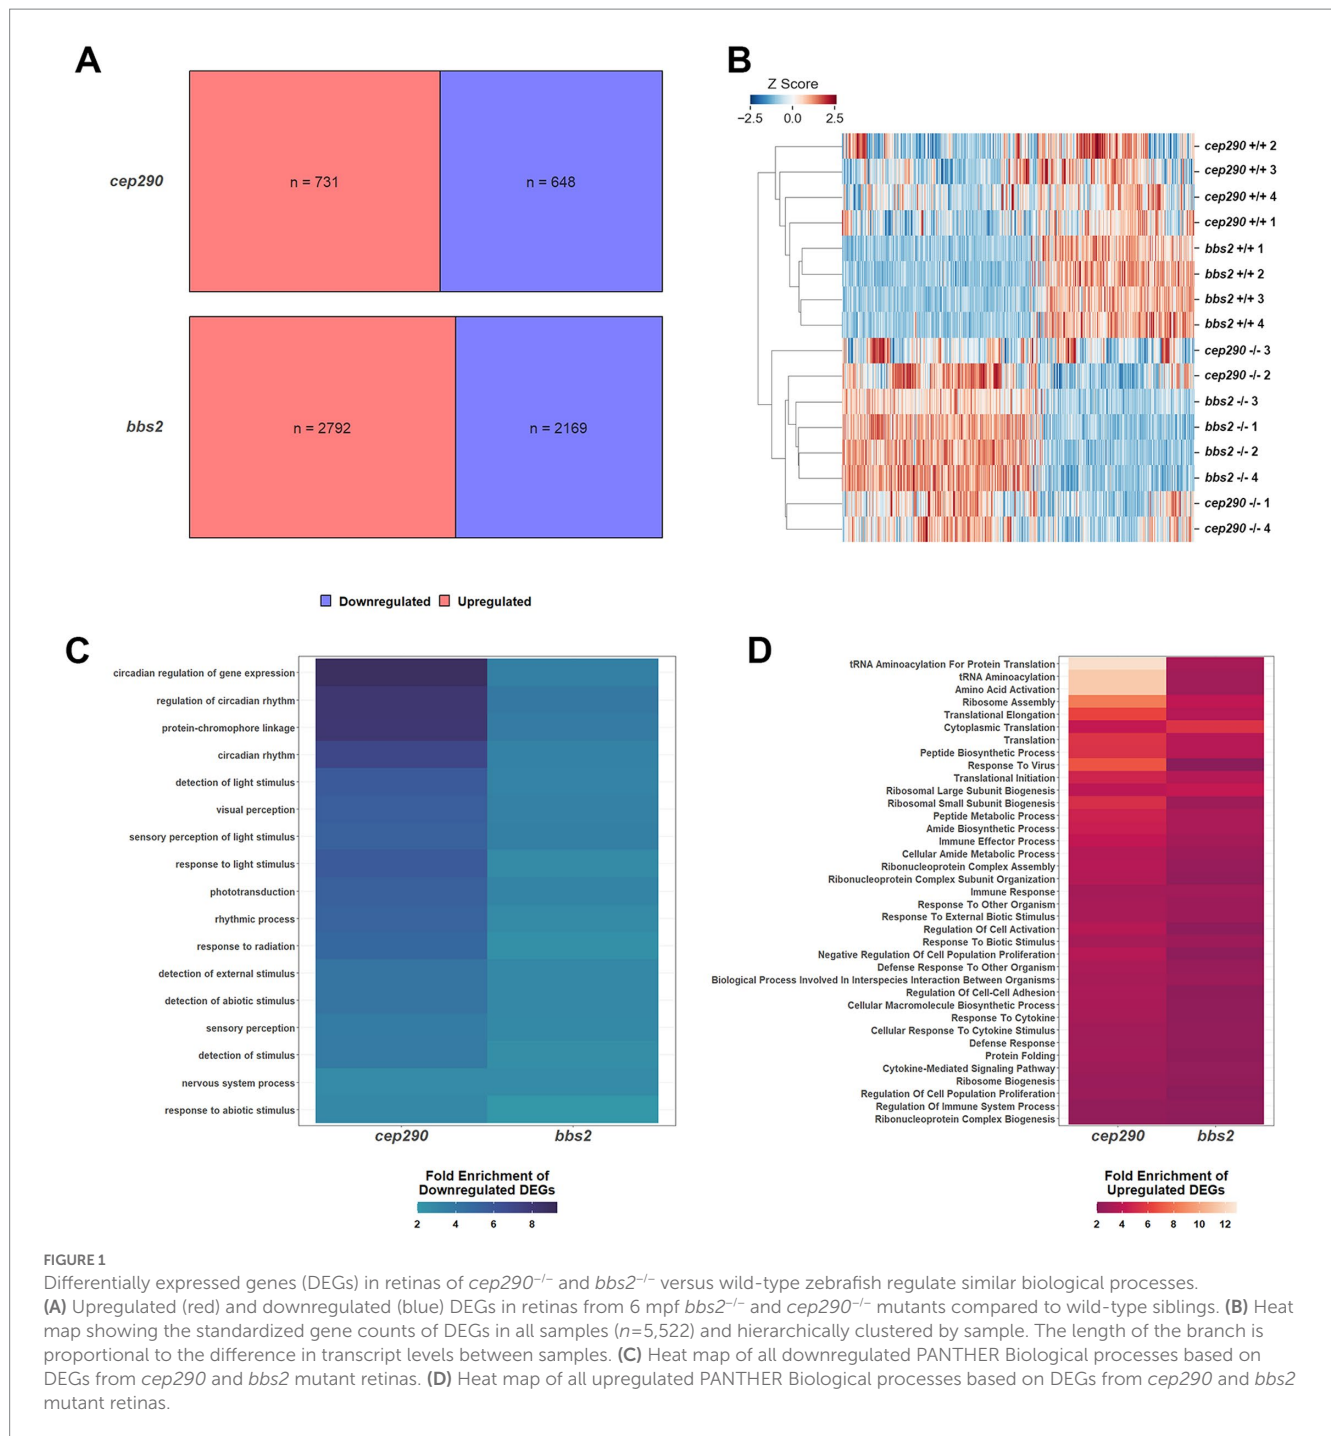 A
cep290
n = 731
n = 648
bbs2
n = 2792
n = 2169
Downregulated
Upregulated
B
Z Score
−2.5 0.0 2.5
cep290 +/+ 2
cep290 +/+ 3
cep290 +/+ 4
cep290 +/+ 1
bbs2 +/+ 1
bbs2 +/+ 2
bbs2 +/+ 3
bbs2 +/+ 4
cep290 -/- 3
cep290 -/- 2
bbs2 -/- 3
bbs2 -/- 1
bbs2 -/- 2
bbs2 -/- 4
cep290 -/- 1
cep290 -/- 4
C
circadian regulation of gene expression
regulation of circadian rhythm
protein-chromophore linkage
circadian rhythm
detection of light stimulus
visual perception
sensory perception of light stimulus
response to light stimulus
phototransduction
rhythmic process
response to radiation
detection of external stimulus
detection of abiotic stimulus
sensory perception
detection of stimulus
nervous system process
response to abiotic stimulus
cep290
bbs2
Fold Enrichment of
Downregulated DEGs
2 4 6 8
D
tRNA Aminoacylation For Protein Translation
tRNA Aminoacylation
Amino Acid Activation
Ribosome Assembly
Translational Elongation
Cytoplasmic Translation
Translation
Peptide Biosynthetic Process
Response To Virus
Translational Initiation
Ribosomal Large Subunit Biogenesis
Ribosomal Small Subunit Biogenesis
Peptide Metabolic Process
Amide Biosynthetic Process
Immune Effector Process
Cellular Amide Metabolic Process
Ribonucleoprotein Complex Assembly
Ribonucleoprotein Complex Subunit Organization
Immune Response
Response To Other Organism
Response To External Biotic Stimulus
Regulation Of Cell Activation
Response To Biotic Stimulus
Negative Regulation Of Cell Population Proliferation
Defense Response To Other Organism
Biological Process Involved In Interspecies Interaction Between Organisms
Regulation Of Cell-Cell Adhesion
Cellular Macromolecule Biosynthetic Process
Response To Cytokine
Cellular Response To Cytokine Stimulus
Defense Response
Protein Folding
Cytokine-Mediated Signaling Pathway
Ribosome Biogenesis
Regulation Of Cell Population Proliferation
Regulation Of Immune System Process
Ribonucleoprotein Complex Biogenesis
cep290
bbs2
Fold Enrichment of
Upregulated DEGs
2 4 6 8 10 12
FIGURE 1
Differentially expressed genes (DEGs) in retinas of cep290−/− and bbs2−/− versus wild-type zebrafish regulate similar biological processes.
(A) Upregulated (red) and downregulated (blue) DEGs in retinas from 6 mpf bbs2−/− and cep290−/− mutants compared to wild-type siblings. (B) Heat
map showing the standardized gene counts of DEGs in all samples (n=5,522) and hierarchically clustered by sample. The length of the branch is
proportional to the difference in transcript levels between samples. (C) Heat map of all downregulated PANTHER Biological processes based on
DEGs from cep290 and bbs2 mutant retinas. (D) Heat map of all upregulated PANTHER Biological processes based on DEGs from cep290 and bbs2
mutant retinas.